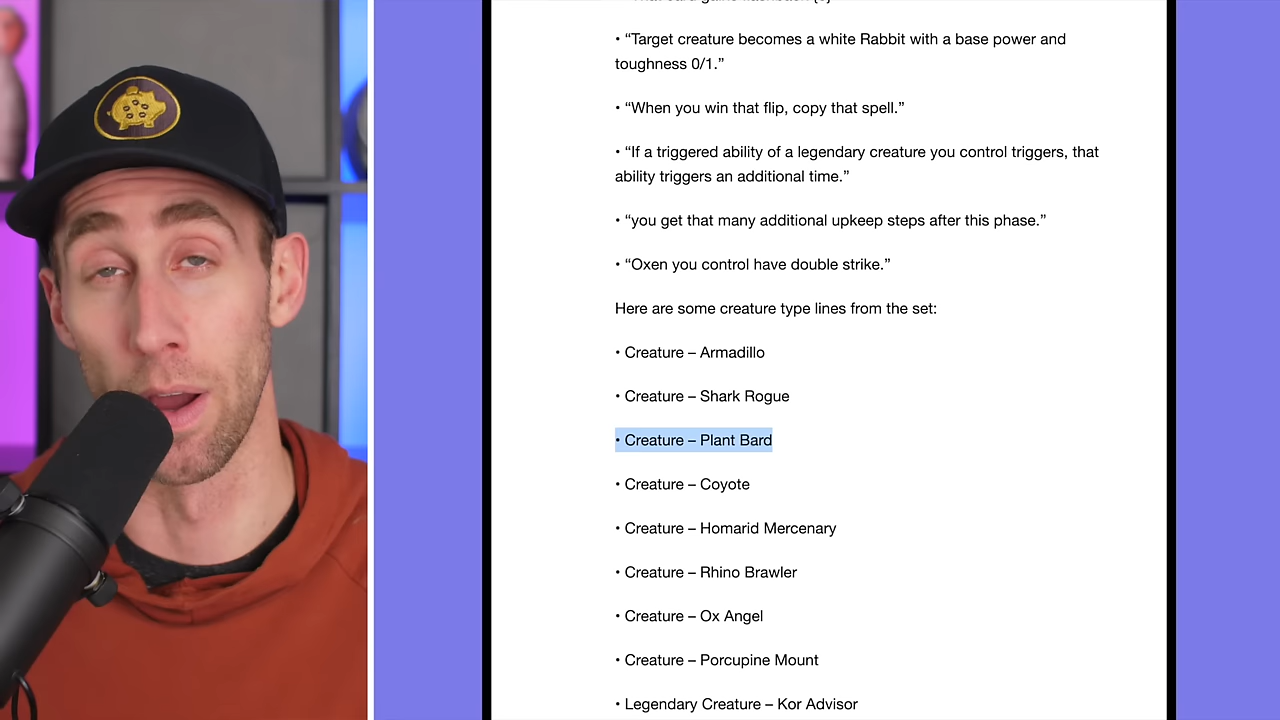 • “Target creature becomes a white Rabbit with a base power and
toughness 0/1.”
• “When you win that flip, copy that spell.”
• “If a triggered ability of a legendary creature you control triggers, that
ability triggers an additional time.”
• “you get that many additional upkeep steps after this phase.”
• “Oxen you control have double strike.”
Here are some creature type lines from the set:
• Creature – Armadillo
• Creature – Shark Rogue
• Creature – Plant Bard
• Creature – Coyote
• Creature – Homarid Mercenary
• Creature – Rhino Brawler
• Creature – Ox Angel
• Creature – Porcupine Mount
• Legendary Creature – Kor Advisor